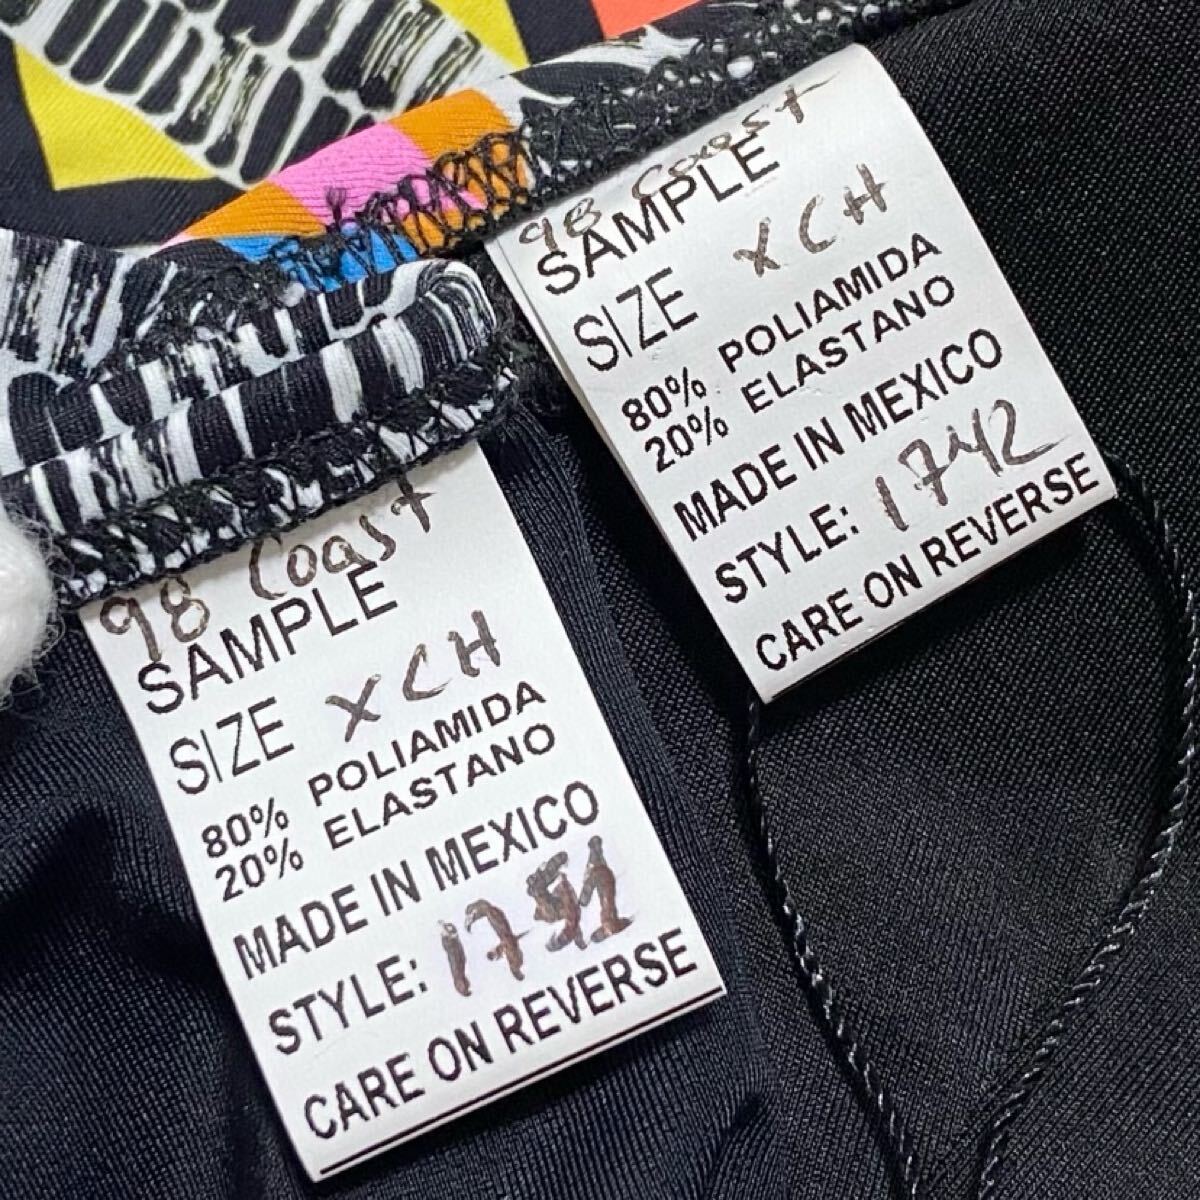 98 Coast
SAMPLE
SIZE XCH
80% POLIAMIDA
20% ELASTANO
MADE IN MEXICO
STYLE: 1751
CARE ON REVERSE
98 Coast
SAMPLE
SIZE XCH
80% POLIAMIDA
20% ELASTANO
MADE IN MEXICO
STYLE: 1742
CARE ON REVERSE